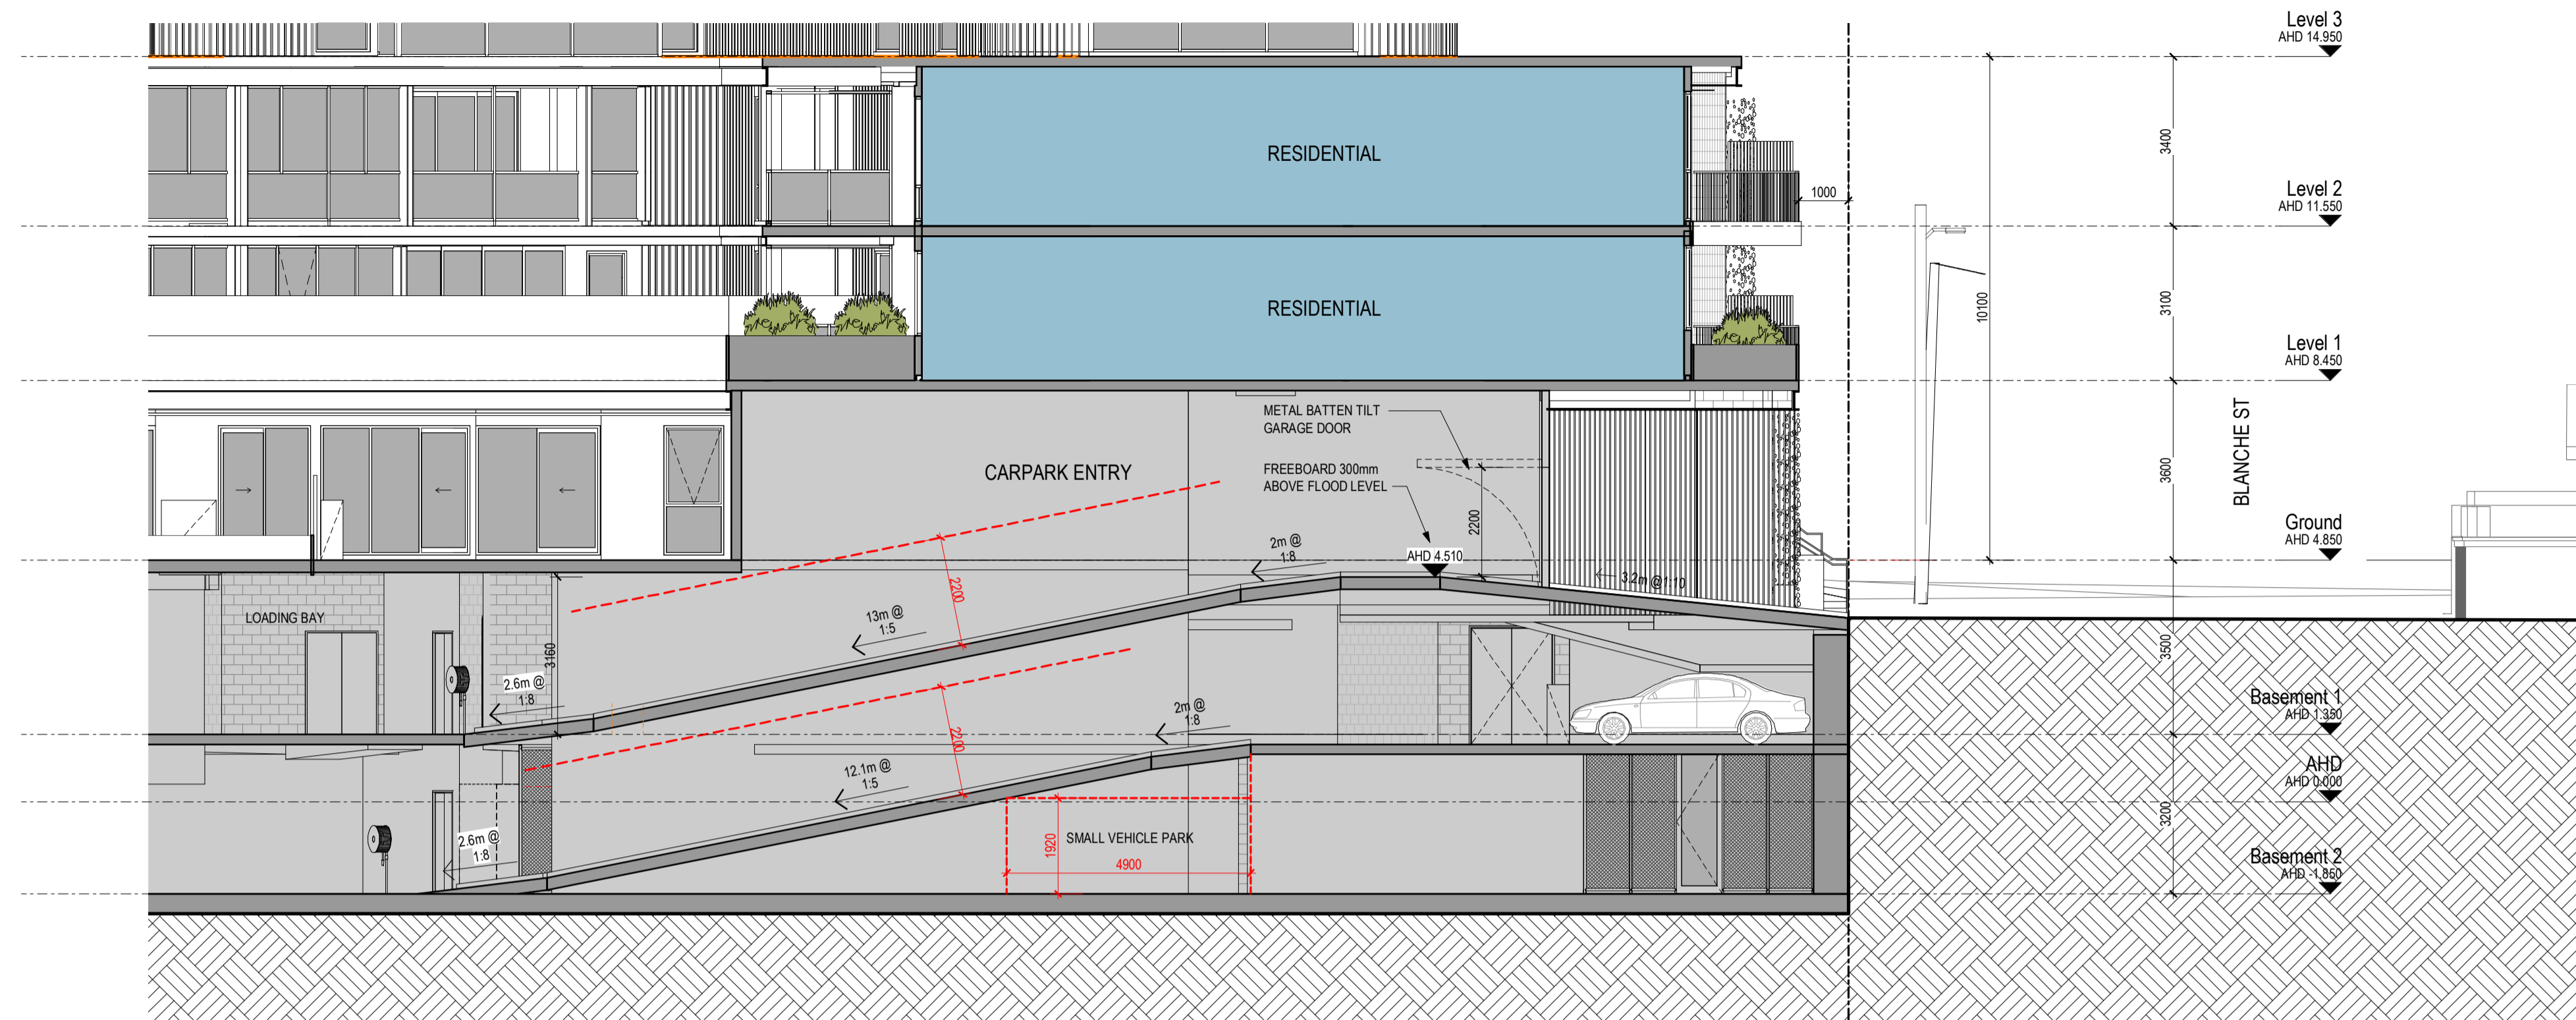 Level 3
AHD 14.950
RESIDENTIAL
3400
1000
Level 2
AHD 11.550
RESIDENTIAL
10100
3100
Level 1
AHD 8.450
METAL BATTEN TILT
GARAGE DOOR
CARPARK ENTRY
FREEBOARD 300mm
ABOVE FLOOD LEVEL
2200
3600
BLANCHE ST
Ground
AHD 4.850
2m @
1:8
AHD 4.510
3.2m @1:10
2200
LOADING BAY
13m @
1:5
3160
3500
2.6m @
1:8
2m @
1:8
Basement 1
AHD 1.350
2200
12.1m @
1:5
AHD
AHD 0.000
2.6m @
1:8
1920
SMALL VEHICLE PARK
4900
3200
Basement 2
AHD -1.850